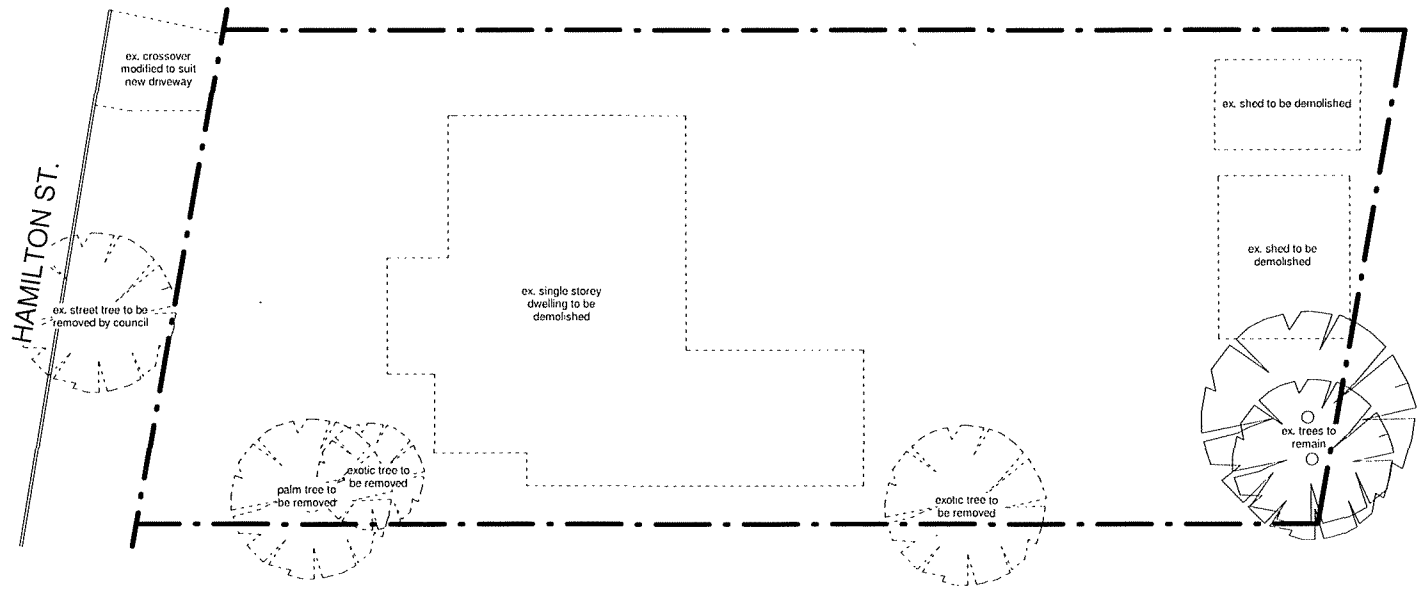 ex. crossover
modified to suit
new driveway
HAMILTON ST.
ex. street tree to be
removed by council
ex. single storey
dwelling to be
demolished
ex. shed to be demolished
ex. shed to be
demolished
ex. trees to
remain
exotic tree to
be removed
palm tree to
be removed
exotic tree to
be removed